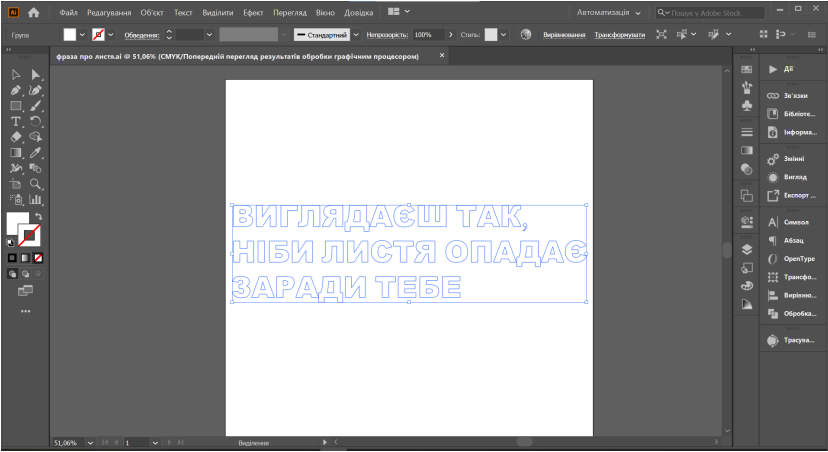 Ai
Файл Редагування Об'єкт Текст Виділити Ефект Перегляд Вікно Довідка
Автоматизація
Пошук у Adobe Stock
Група
Обведення:
Стандартний
Непрозорість: 100%
Стиль:
Вирівнювання
Трансформувати
фраза про листя.ai @ 51,06% (CMYK/Попередній перегляд результатів обробки графічним процесором)
ВИГЛЯДАЄШ ТАК,
НІБИ ЛИСТЯ ОПАДАЄ
ЗАРАДИ ТЕБЕ
Дії
Зв'язки
Бібліоте...
Інформа...
Змінні
Вигляд
Експорт ...
Символ
Абзац
OpenType
Трансфо...
Вирівню...
Обробка...
Трасува...
51,06%
1
Виділення